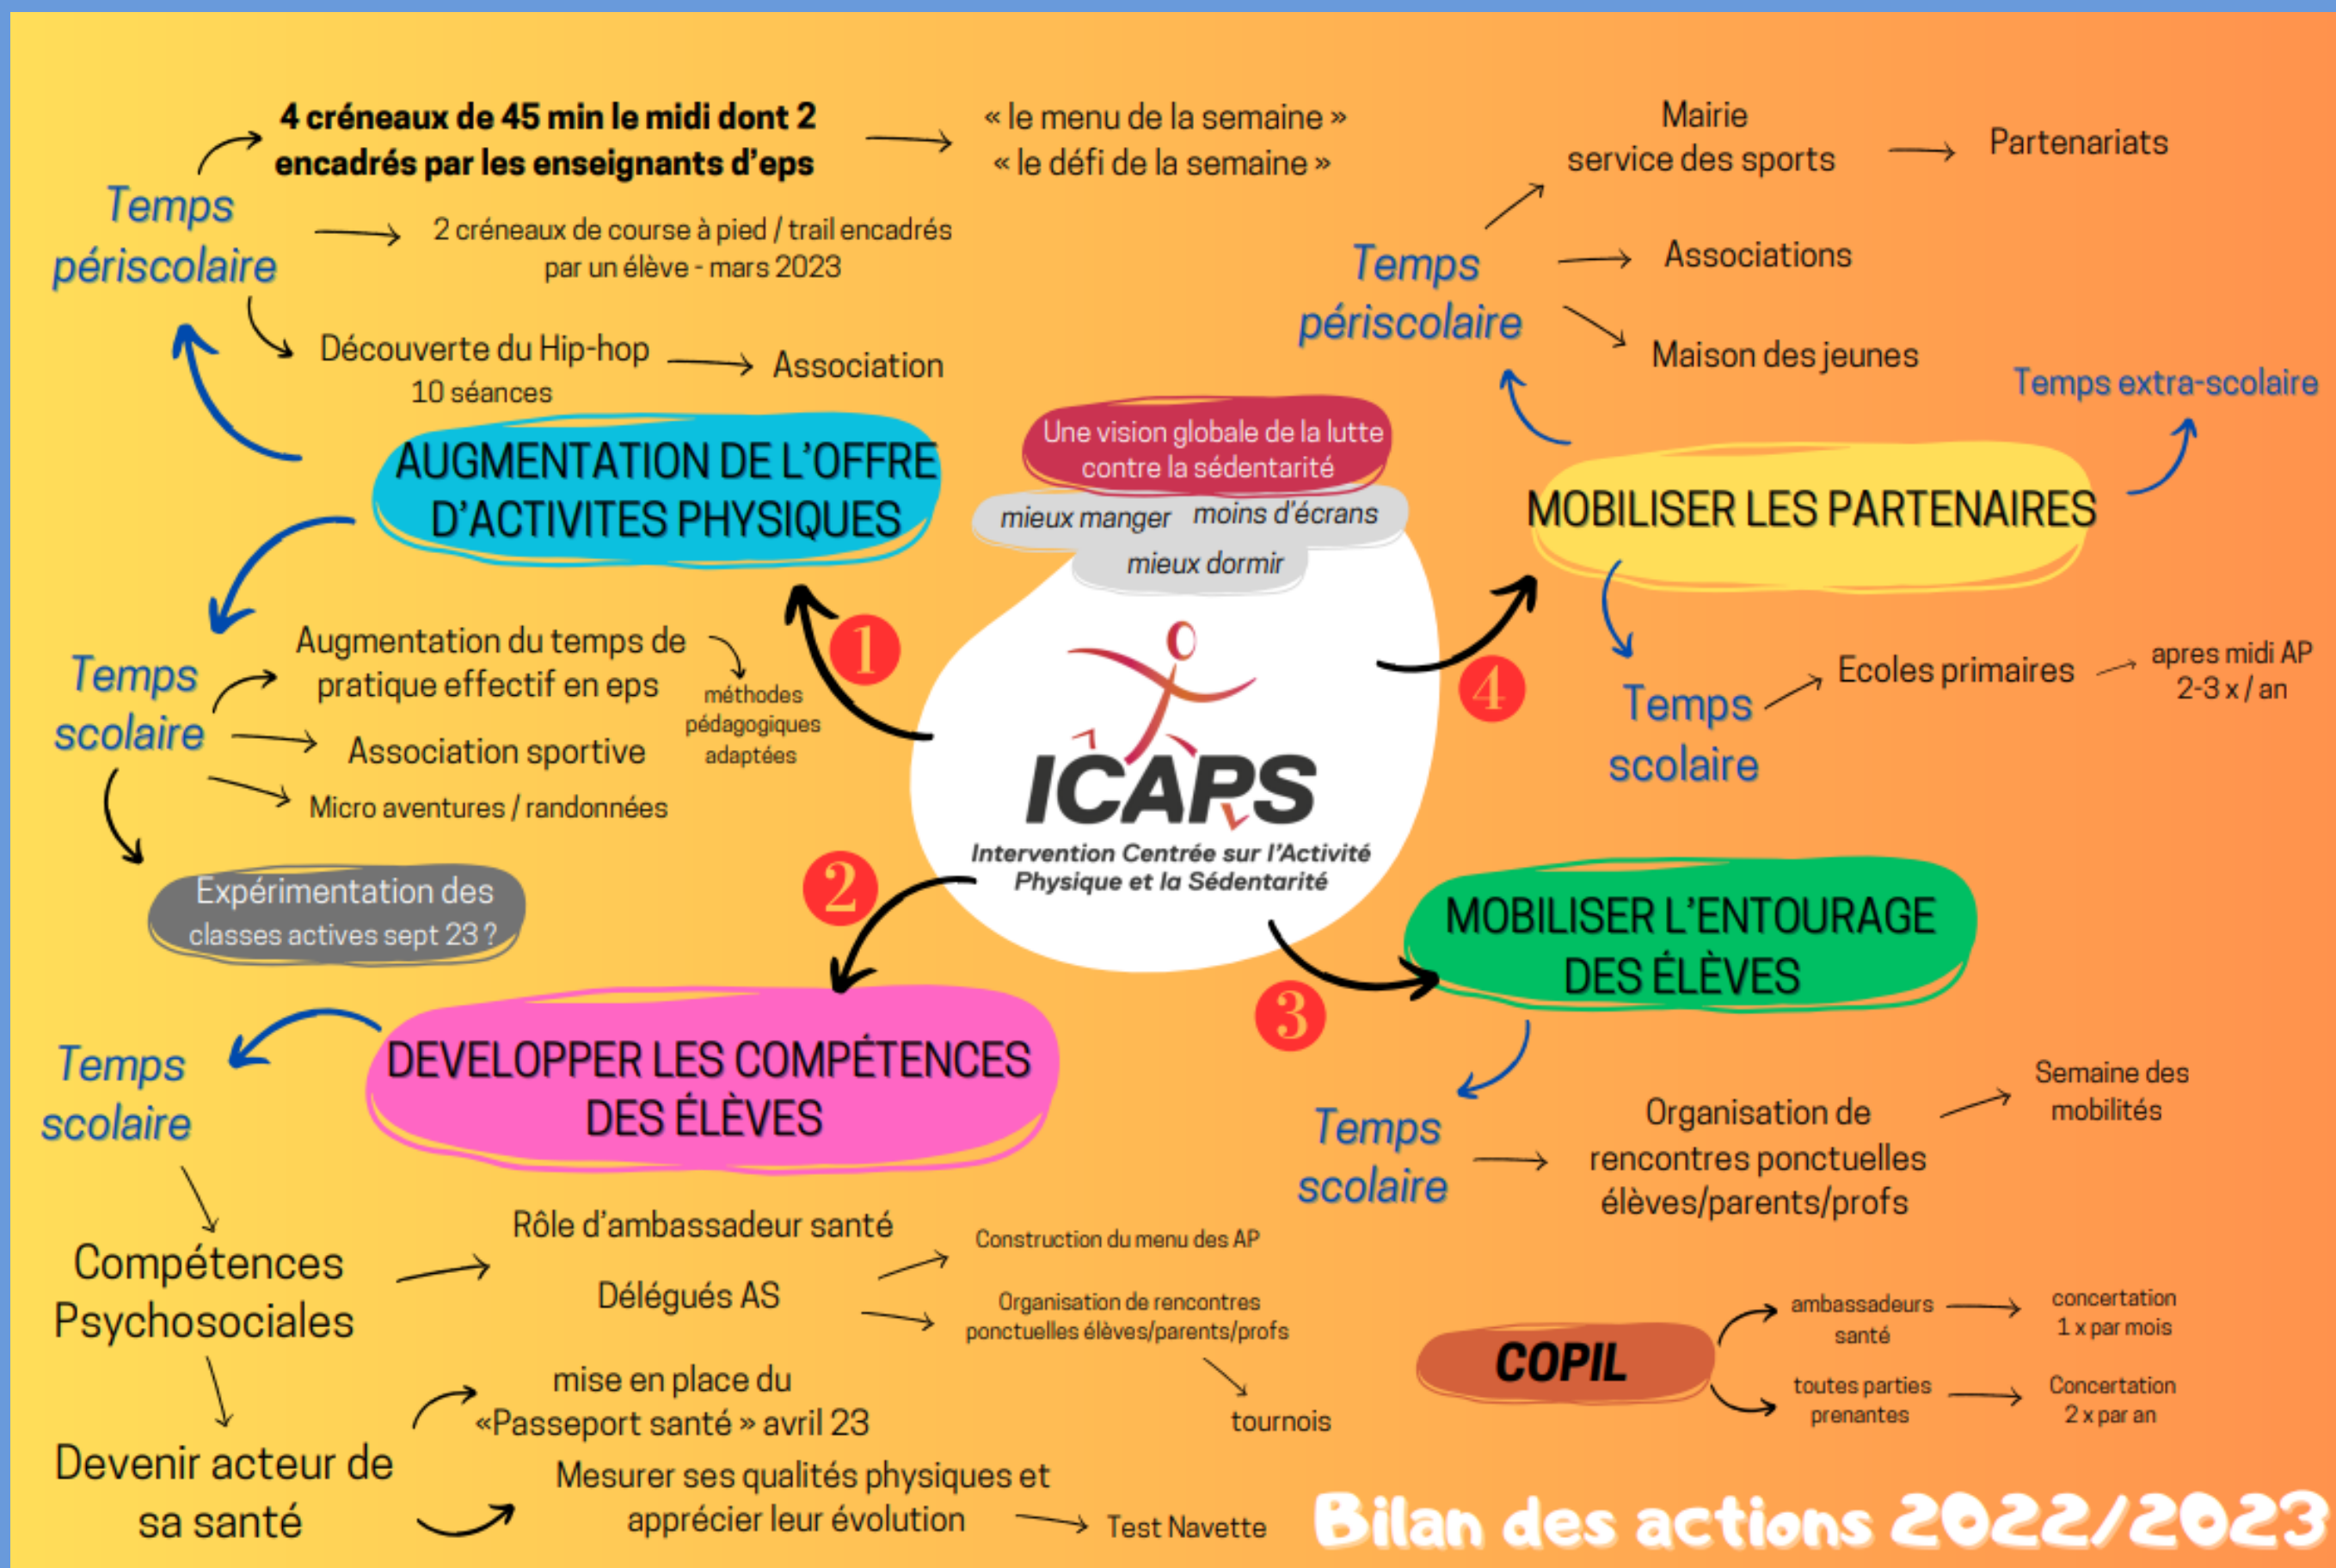 4 créneaux de 45 min le midi dont 2
encadrés par les enseignants d'eps
« le menu de la semaine »
« le défi de la semaine »
Temps
périscolaire
2 créneaux de course à pied / trail encadrés
par un élève - mars 2023
Découverte du Hip-hop
10 séances
Association
AUGMENTATION DE L'OFFRE
D'ACTIVITES PHYSIQUES
Temps
scolaire
Augmentation du temps de
pratique effectif en eps
méthodes
pédagogiques
adaptées
Association sportive
Micro aventures / randonnées
Expérimentation des
classes actives sept 23 ?
Une vision globale de la lutte
contre la sédentarité
mieux manger
moins d'écrans
mieux dormir
ICAPS
Intervention Centrée sur l'Activité
Physique et la Sédentarité
1
2
3
4
DEVELOPPER LES COMPÉTENCES
DES ÉLÈVES
Temps
scolaire
Compétences
Psychosociales
Rôle d'ambassadeur santé
Délégués AS
Construction du menu des AP
Organisation de rencontres
ponctuelles élèves/parents/profs
tournois
Devenir acteur de
sa santé
mise en place du
«Passeport santé » avril 23
Mesurer ses qualités physiques et
apprécier leur évolution
Test Navette
MOBILISER L'ENTOURAGE
DES ÉLÈVES
Temps
scolaire
Organisation de
rencontres ponctuelles
élèves/parents/profs
Semaine des
mobilités
MOBILISER LES PARTENAIRES
Temps
périscolaire
Mairie
service des sports
Partenariats
Associations
Maison des jeunes
Temps extra-scolaire
Temps
scolaire
Ecoles primaires
apres midi AP
2-3 x / an
COPIL
ambassadeurs
santé
concertation
1 x par mois
toutes parties
prenantes
Concertation
2 x par an
Bilan des actions 2022/2023